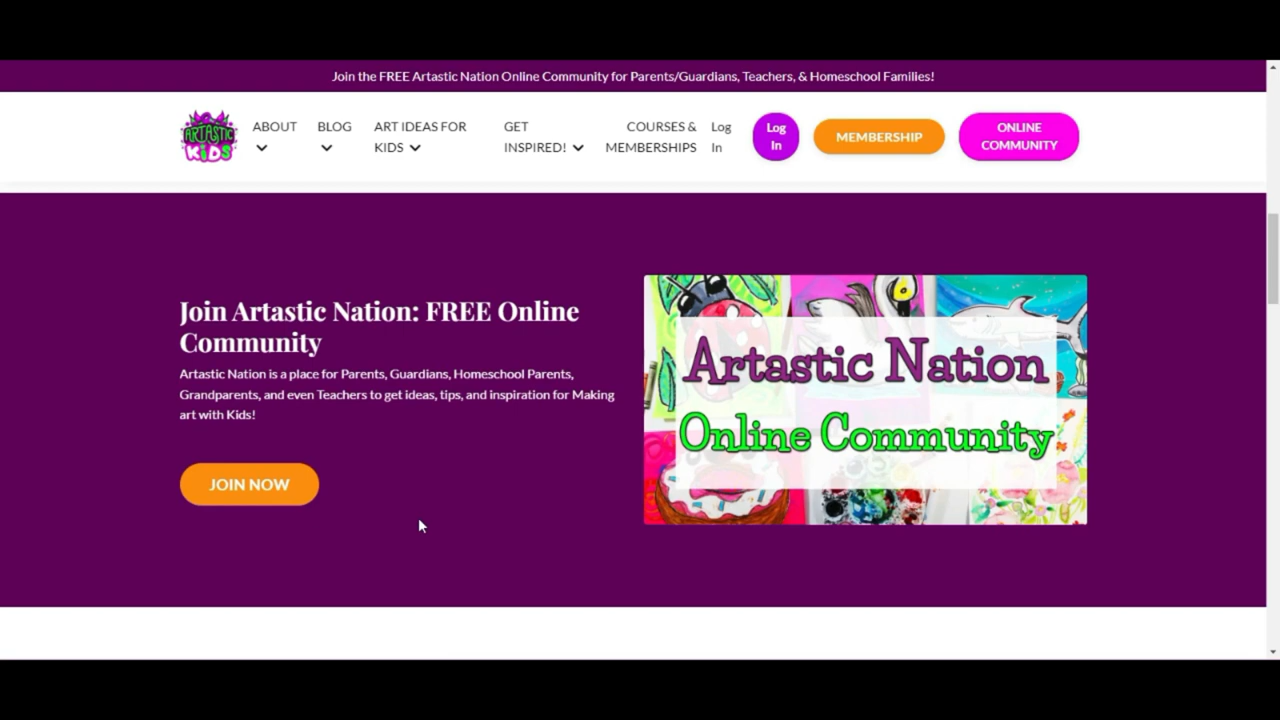 Join the FREE Artastic Nation Online Community for Parents/Guardians, Teachers, & Homeschool Families!
ARTASTIC
KiDS
ABOUT
BLOG
ART IDEAS FOR
KIDS
GET
INSPIRED!
COURSES &
MEMBERSHIPS
Log
In
Log
In
MEMBERSHIP
ONLINE
COMMUNITY
Join Artastic Nation: FREE Online
Community
Artastic Nation is a place for Parents, Guardians, Homeschool Parents,
Grandparents, and even Teachers to get ideas, tips, and inspiration for Making
art with Kids!
JOIN NOW
Artastic Nation
Online Community